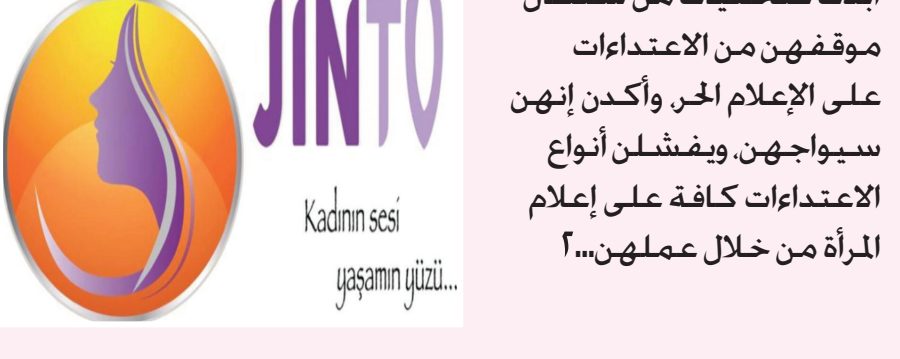 موقفهن من الاعتداءات
على الإعلام الحر، وأكدن إنهن
سيواجهن، ويفشلن أنواع
الاعتداءات كافة على إعلام
المرأة من خلال عملهن...٢
JINTO
Kadının sesi
yaşamın yüzü...